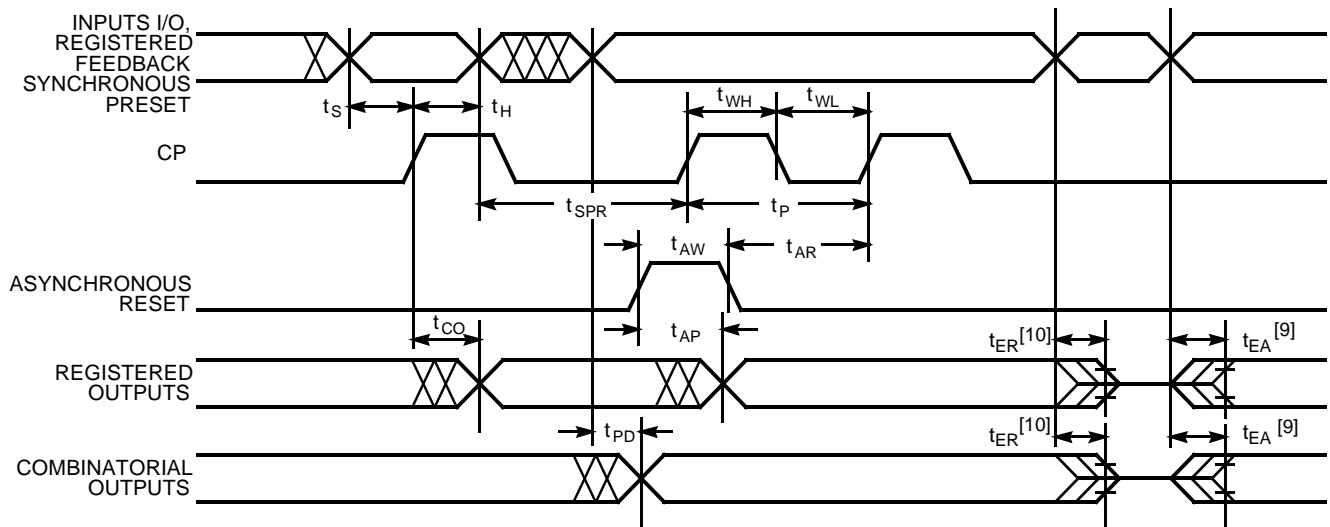 INPUTS I/O,
REGISTERED
FEEDBACK
SYNCHRONOUS
PRESET
tS
tH
tWH
tWL
CP
tSPR
tP
tAW
tAR
ASYNCHRONOUS
RESET
tCO
tAP
tER[10]
tEA[9]
REGISTERED
OUTPUTS
tPD
tER[10]
tEA[9]
COMBINATORIAL
OUTPUTS